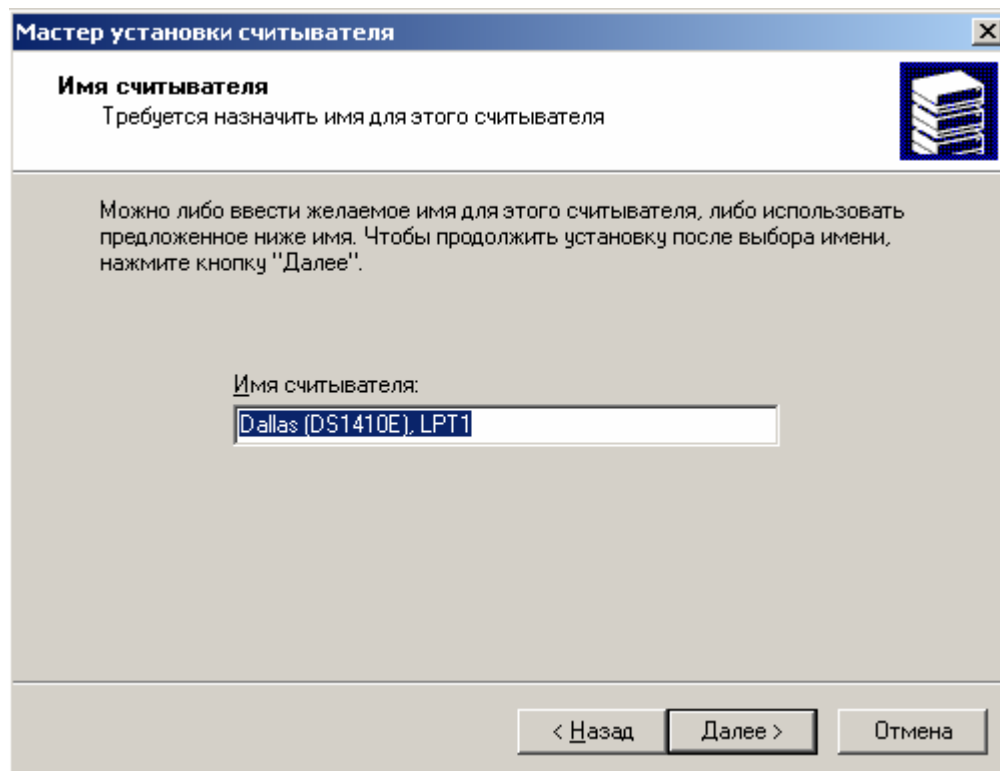 Мастер установки считывателя
Имя считывателя
Требуется назначить имя для этого считывателя
Можно либо ввести желаемое имя для этого считывателя, либо использовать
предложенное ниже имя. Чтобы продолжить установку после выбора имени,
нажмите кнопку "Далее".
Имя считывателя:
Dallas (DS1410E), LPT1
< Назад Далее > Отмена